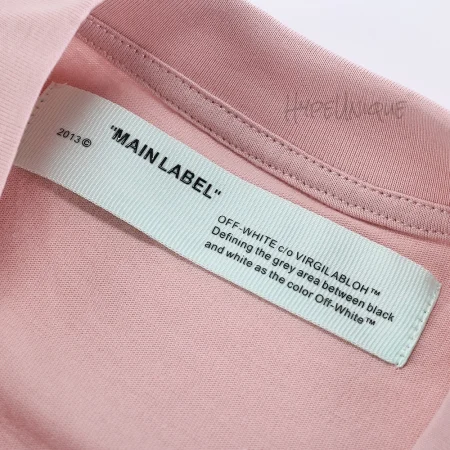 HYPEUNIQUE
2013©
"MAIN LABEL"
OFF-WHITE c/o VIRGIL ABLOH™
Defining the grey area between black
and white as the color Off-White™